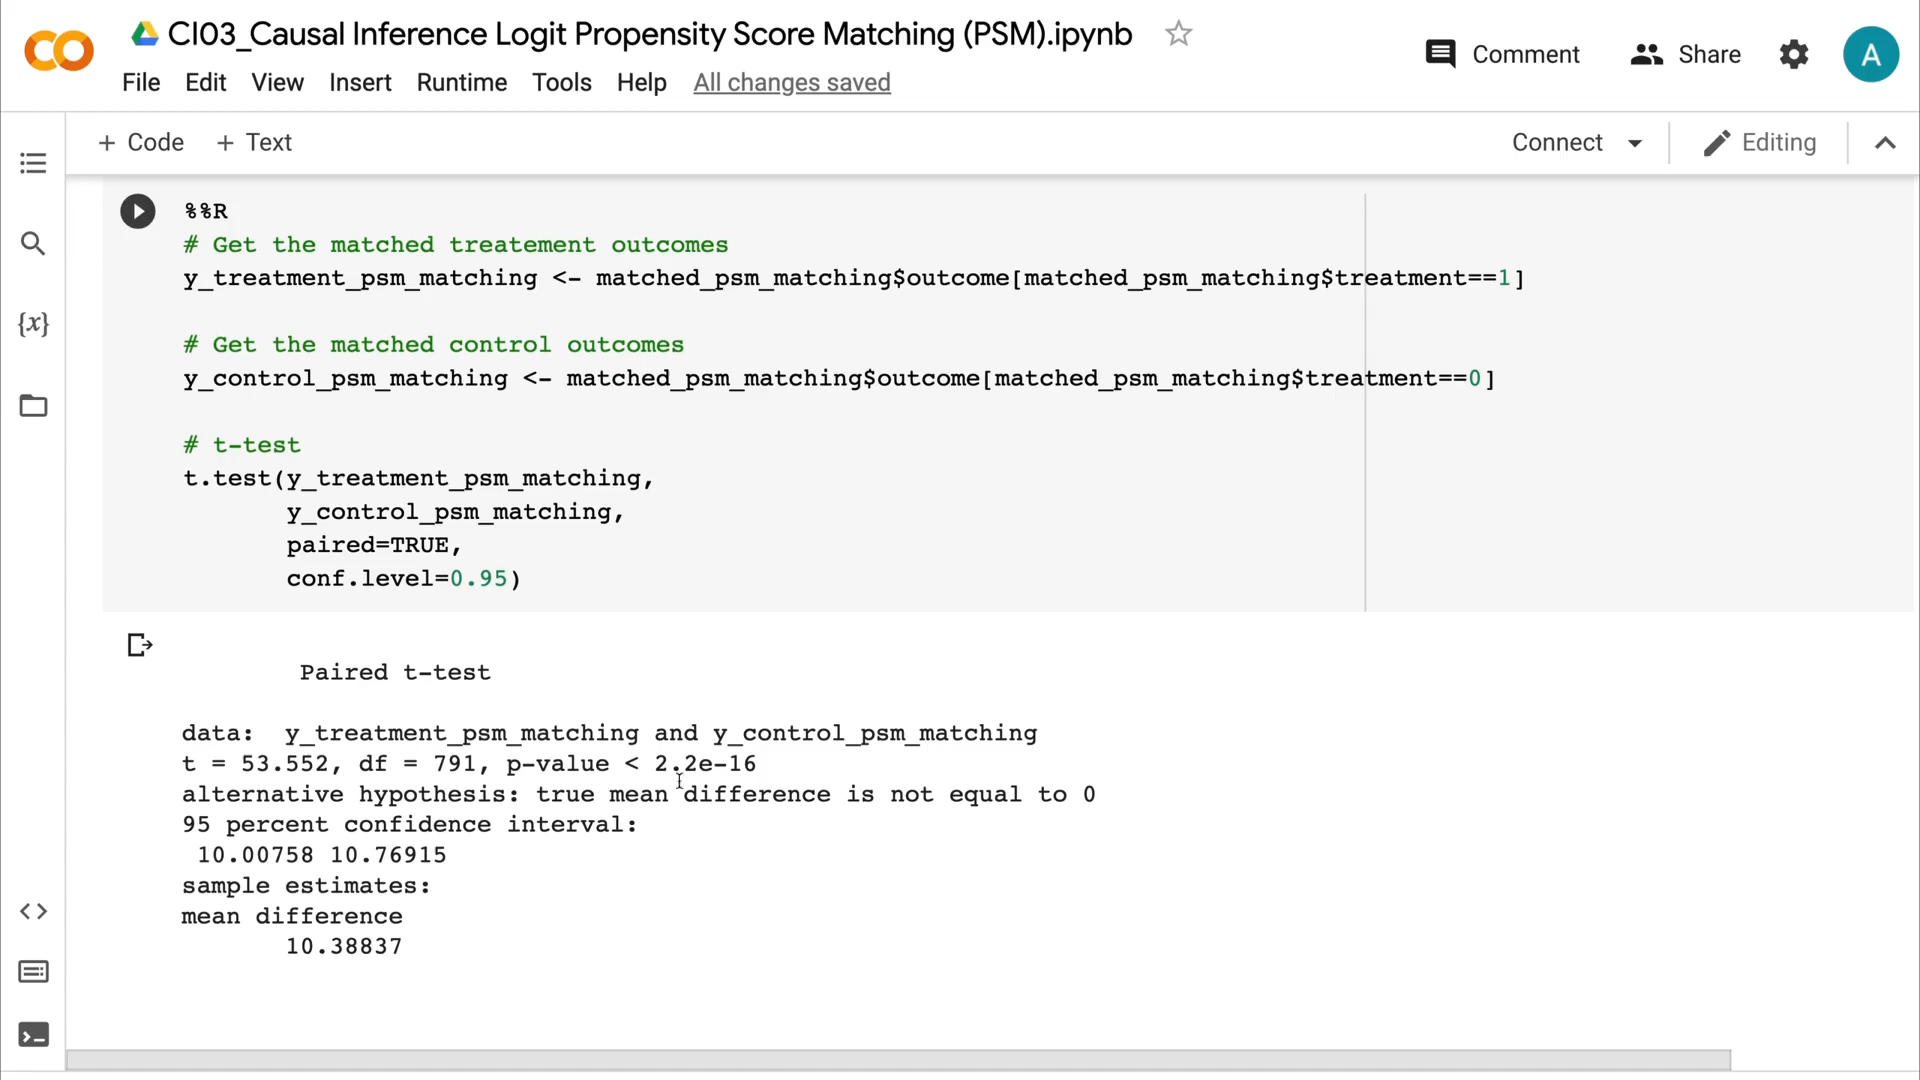 CI03_Causal Inference Logit Propensity Score Matching (PSM).ipynb
Comment
Share
A
File Edit View Insert Runtime Tools Help All changes saved
+ Code + Text
Connect
Editing
%%R
# Get the matched treatement outcomes
y_treatment_psm_matching <- matched_psm_matching$outcome[matched_psm_matching$treatment==1]
# Get the matched control outcomes
y_control_psm_matching <- matched_psm_matching$outcome[matched_psm_matching$treatment==0]
# t-test
t.test(y_treatment_psm_matching,
y_control_psm_matching,
paired=TRUE,
conf.level=0.95)
Paired t-test
data: y_treatment_psm_matching and y_control_psm_matching
t = 53.552, df = 791, p-value < 2.2e-16
alternative hypothesis: true mean difference is not equal to 0
95 percent confidence interval:
10.00758 10.76915
sample estimates:
mean difference
10.38837